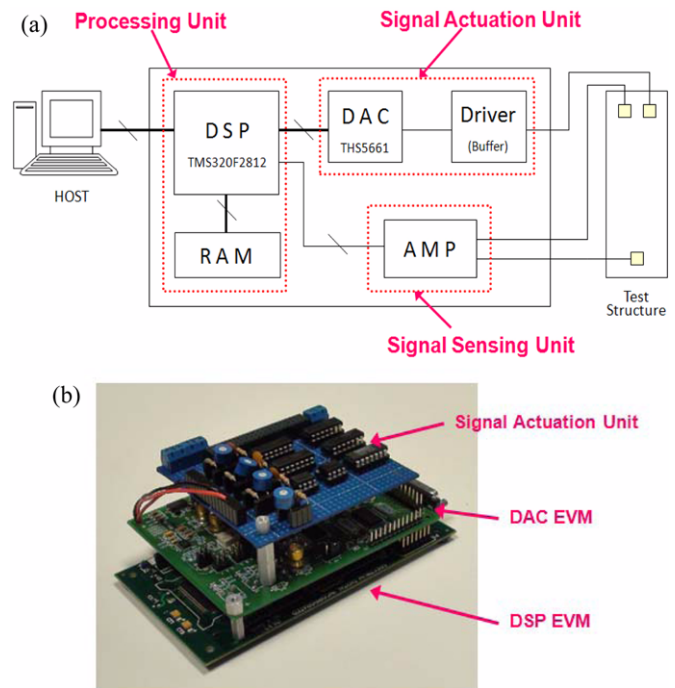 (a)
Processing Unit
Signal Actuation Unit
DSP
TMS320F2812
DAC
THS5661
Driver
(Buffer)
HOST
RAM
AMP
Test
Structure
Signal Sensing Unit
(b)
Signal Actuation Unit
DAC EVM
DSP EVM